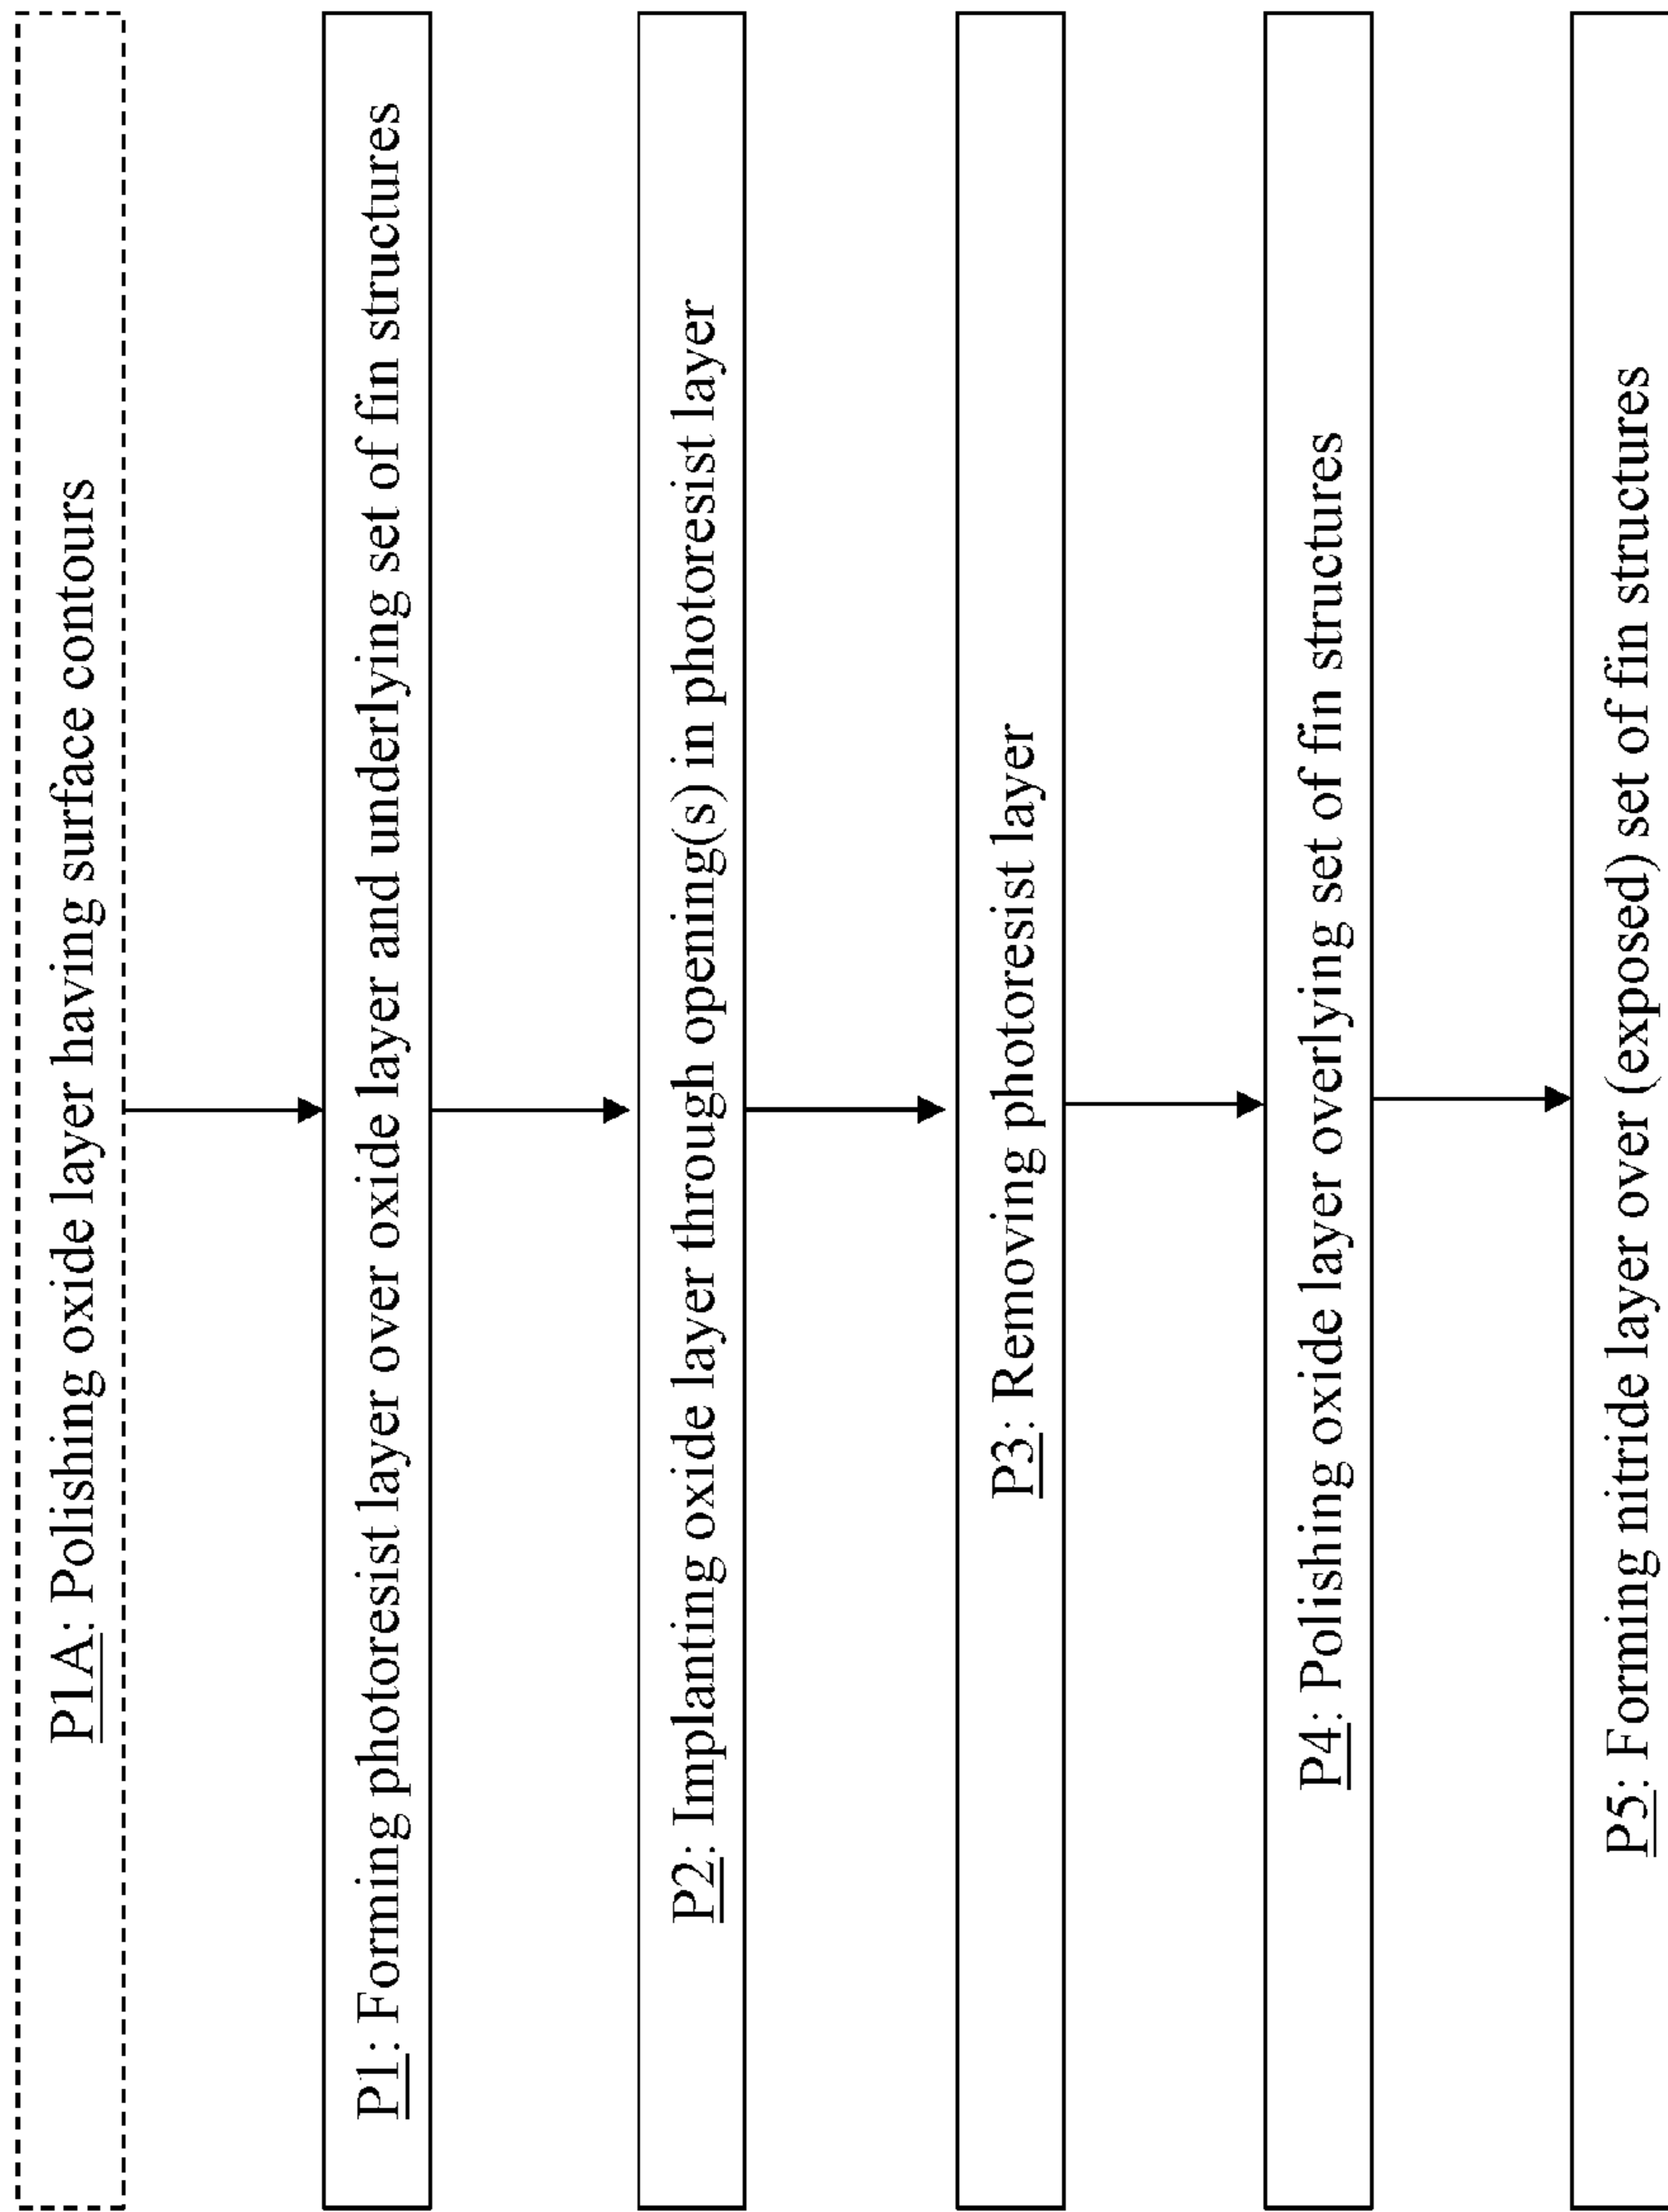 P1A: Polishing oxide layer having surface contours
P1: Forming photoresist layer over oxide layer and underlying set of fin structures
P2: Implanting oxide layer through opening(s) in photoresist layer
P3: Removing photoresist layer
P4: Polishing oxide layer overlying set of fin structures
P5: Forming nitride layer over (exposed) set of fin structures